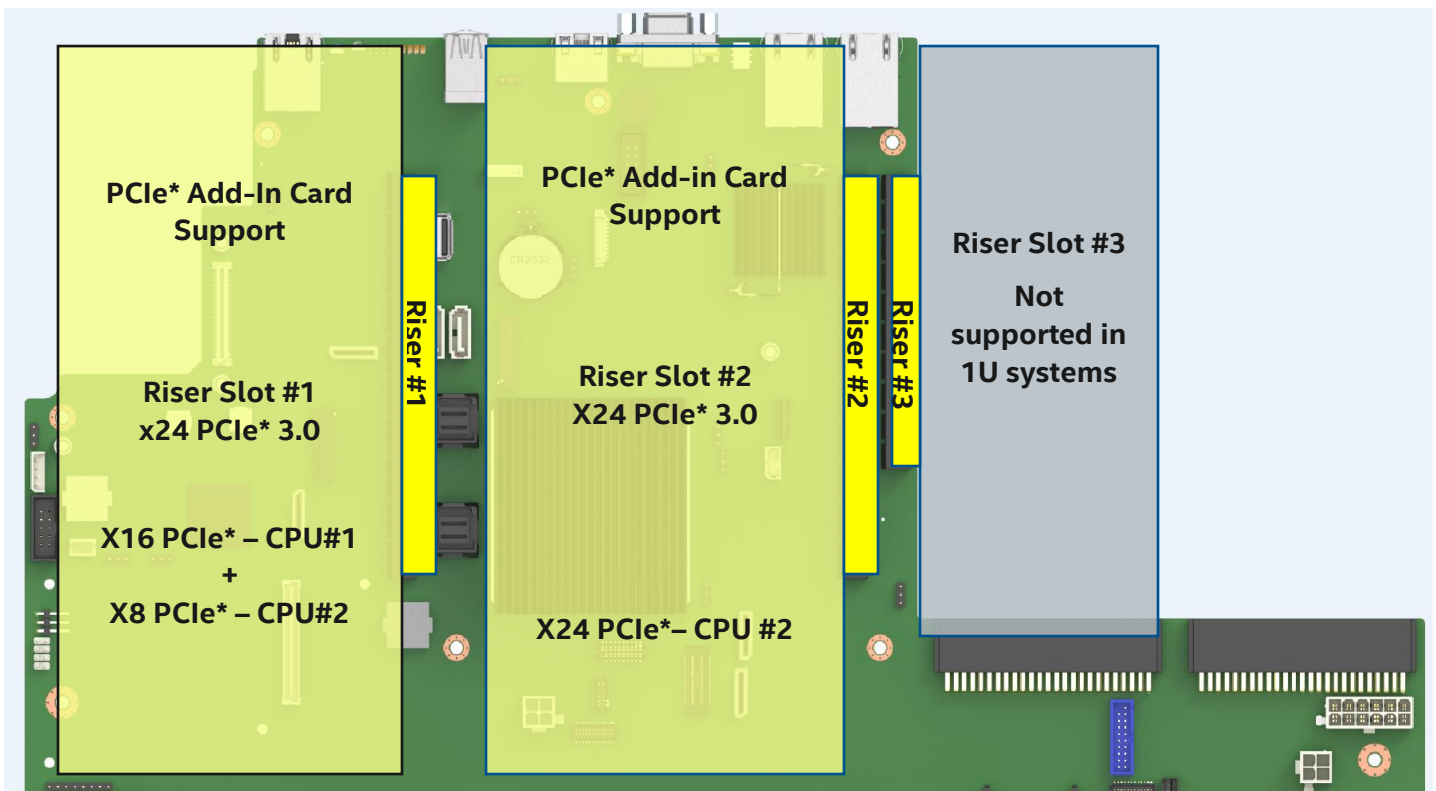 PCIe* Add-In Card
Support
Riser Slot #1
x24 PCIe* 3.0
X16 PCIe* – CPU#1
+
X8 PCIe* – CPU#2
Riser #1
PCIe* Add-in Card
Support
CR2032
Riser Slot #2
X24 PCIe* 3.0
X24 PCIe*– CPU #2
Riser #2
Riser #3
Riser Slot #3
Not
supported in
1U systems